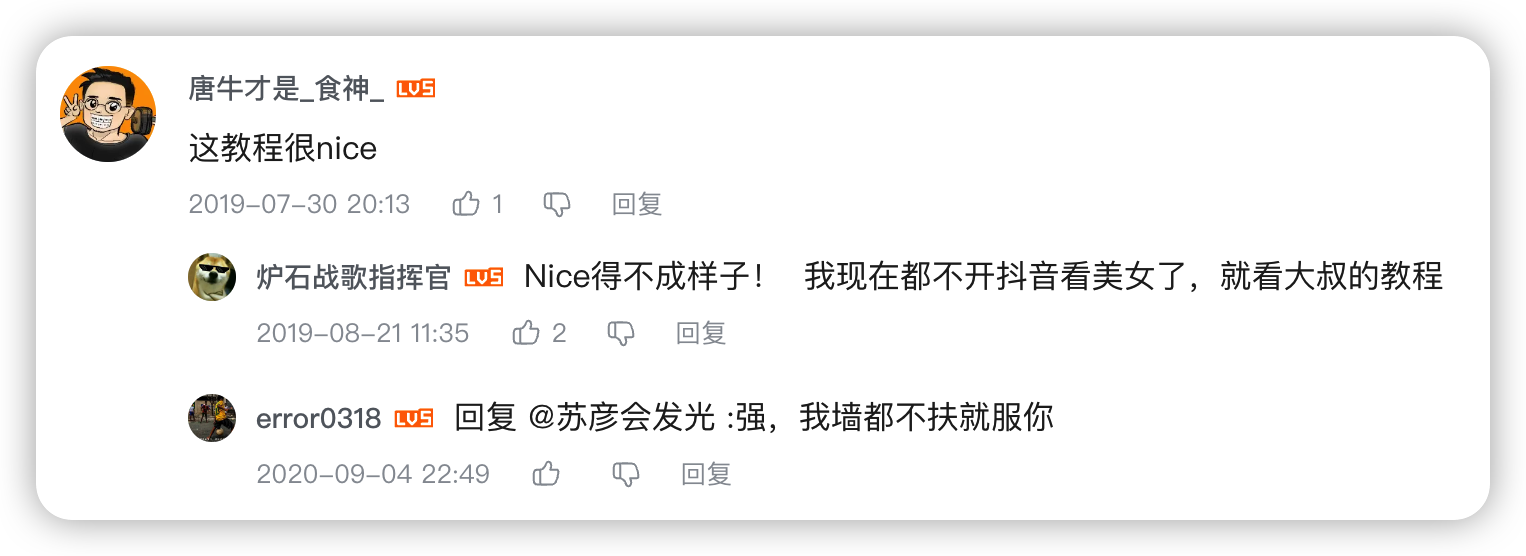 唐牛才是_食神_ LV5
这教程很nice
2019-07-30 20:13 1 回复
炉石战歌指挥官 LV5 Nice得不成样子！ 我现在都不开抖音看美女了，就看大叔的教程
2019-08-21 11:35 2 回复
error0318 LV5 回复 @苏彦会发光 :强，我墙都不扶就服你
2020-09-04 22:49 回复